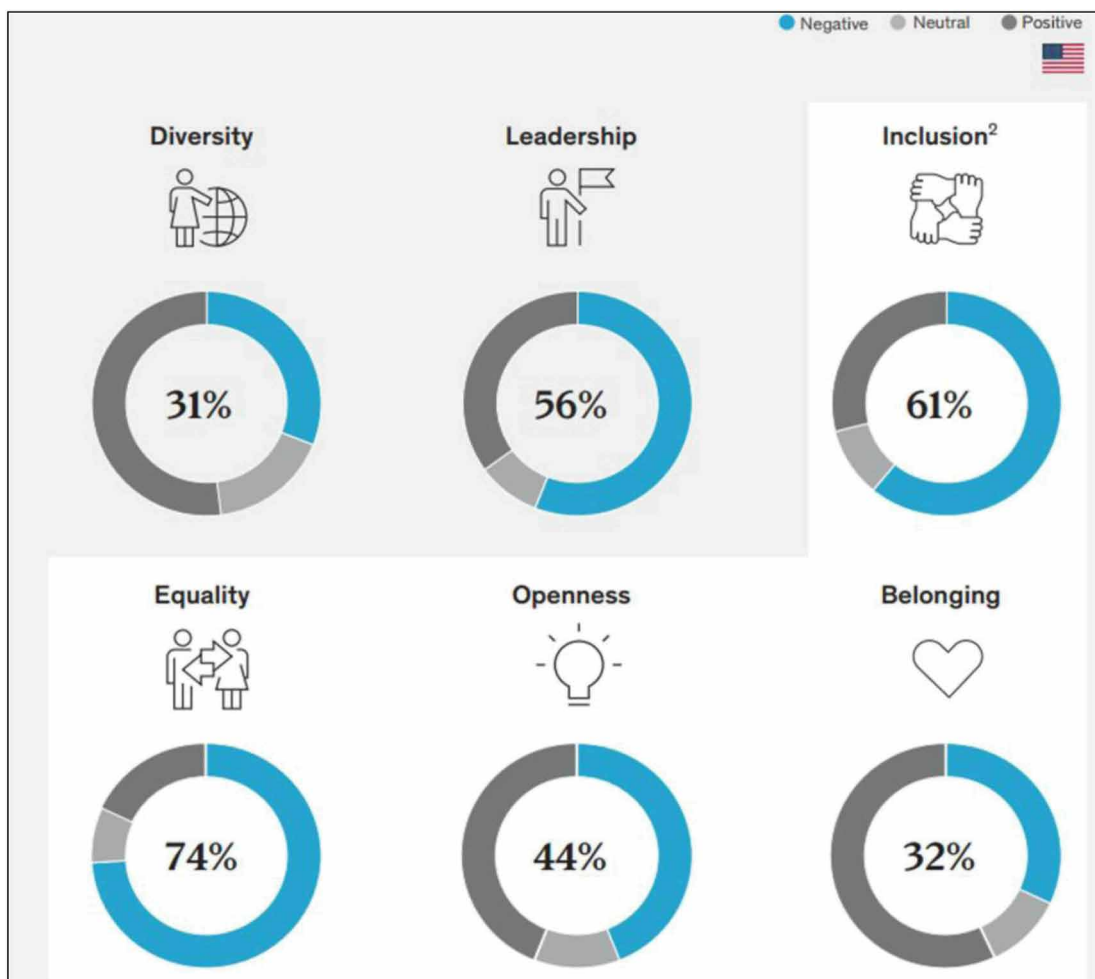 Negative Neutral Positive
Diversity Leadership Inclusion²
31% 56% 61%
Equality Openness Belonging
74% 44% 32%